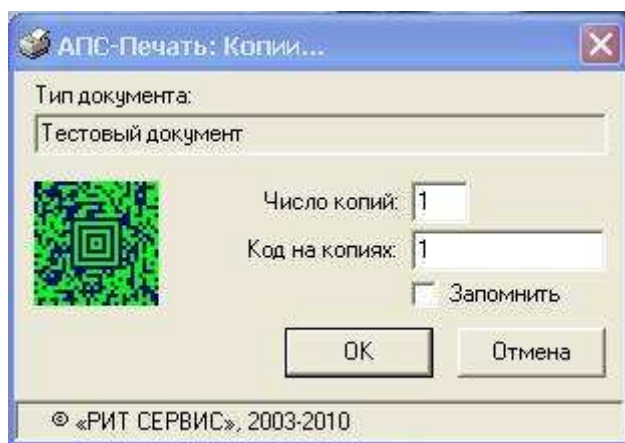 АПС-Печать: Копии...
Тип документа:
Тестовый документ
Число копий: 1
Код на копиях: 1
Запомнить
OK Отмена
© «РИТ СЕРВИС», 2003-2010